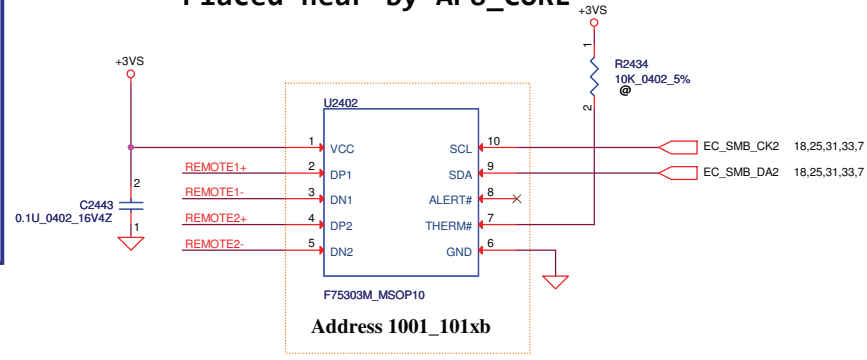 Placed near by APU_CORE
+3VS
+3VS
R2434
10K_0402_5%
@
1
2
U2402
1 VCC SCL 10 EC_SMB_CK2 18,25,31,33,7
REMOTE1+ 2 DP1 SDA 9 EC_SMB_DA2 18,25,31,33,7
REMOTE1- 3 DN1 ALERT# 8
REMOTE2+ 4 DP2 THERM# 7
REMOTE2- 5 DN2 GND 6
2
C2443
0.1U_0402_16V4Z
1
F75303M_MSOP10
Address 1001_101xb